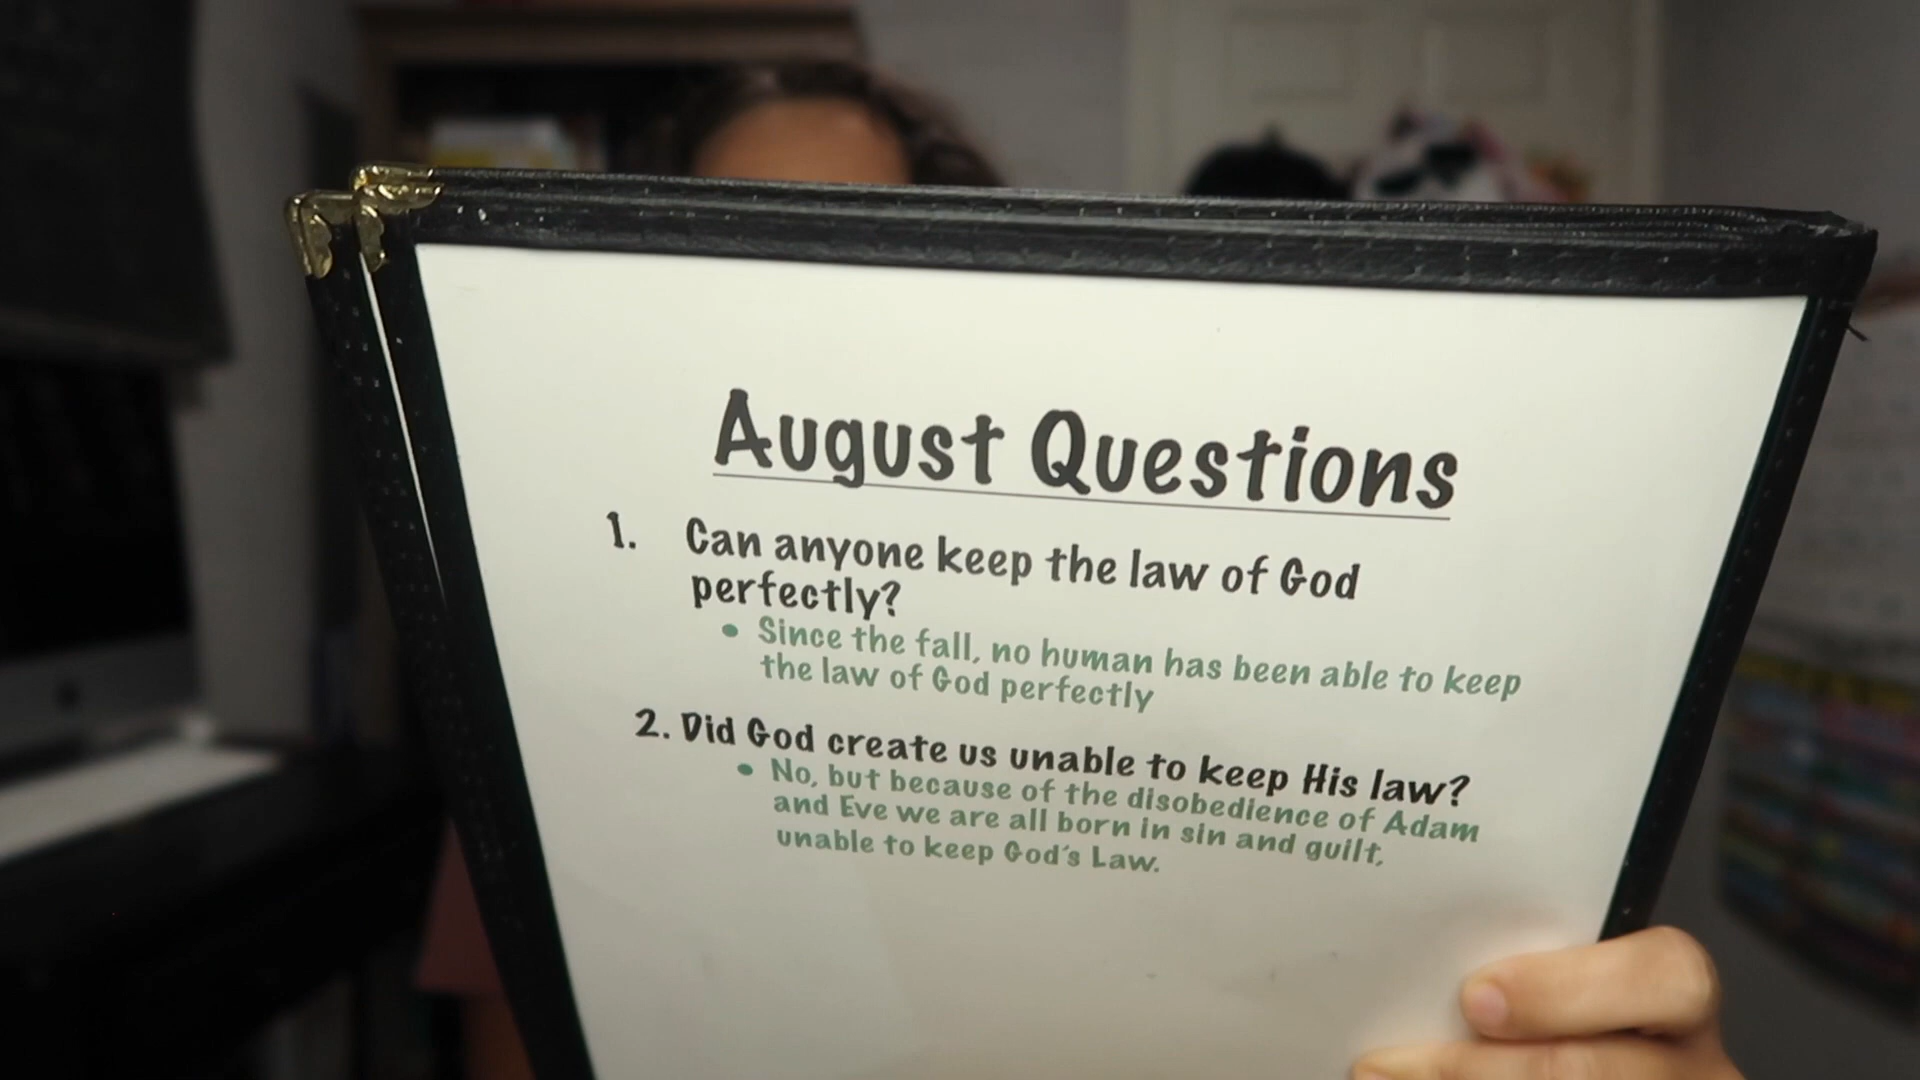 August Questions
1. Can anyone keep the law of God
perfectly?
• Since the fall, no human has been able to keep
the law of God perfectly
2. Did God create us unable to keep His law?
• No, but because of the disobedience of Adam
and Eve we are all born in sin and guilt,
unable to keep God's Law.